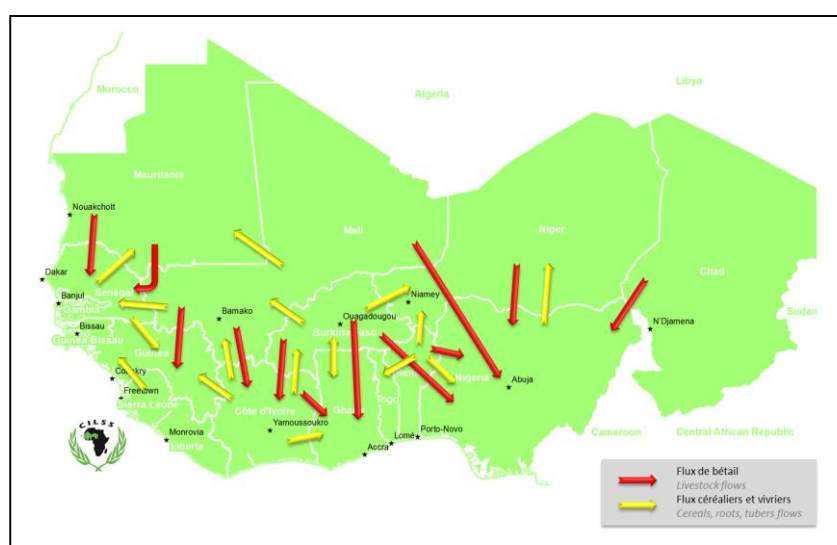 Morocco
Algeria
Libya
Mauritania
Nouakchott
Mali
Niger
Chad
Dakar
Senegal
Banjul
Gambia
Bamako
Niamey
Ouagadougou
Burkina Faso
N'Djamena
Sudan
Bissau
Guinea-Bissau
Guinea
Conakry
Freetown
Sierra Leone
Nigeria
Abuja
Togo
Côte d'Ivoire
Ghana
CILSS
Monrovia
Liberia
Yamoussoukro
Accra
Lomé
Porto-Novo
Cameroon
Central African Republic
Flux de bétail
Livestock flows
Flux céréaliers et vivriers
Cereals, roots, tubers flows